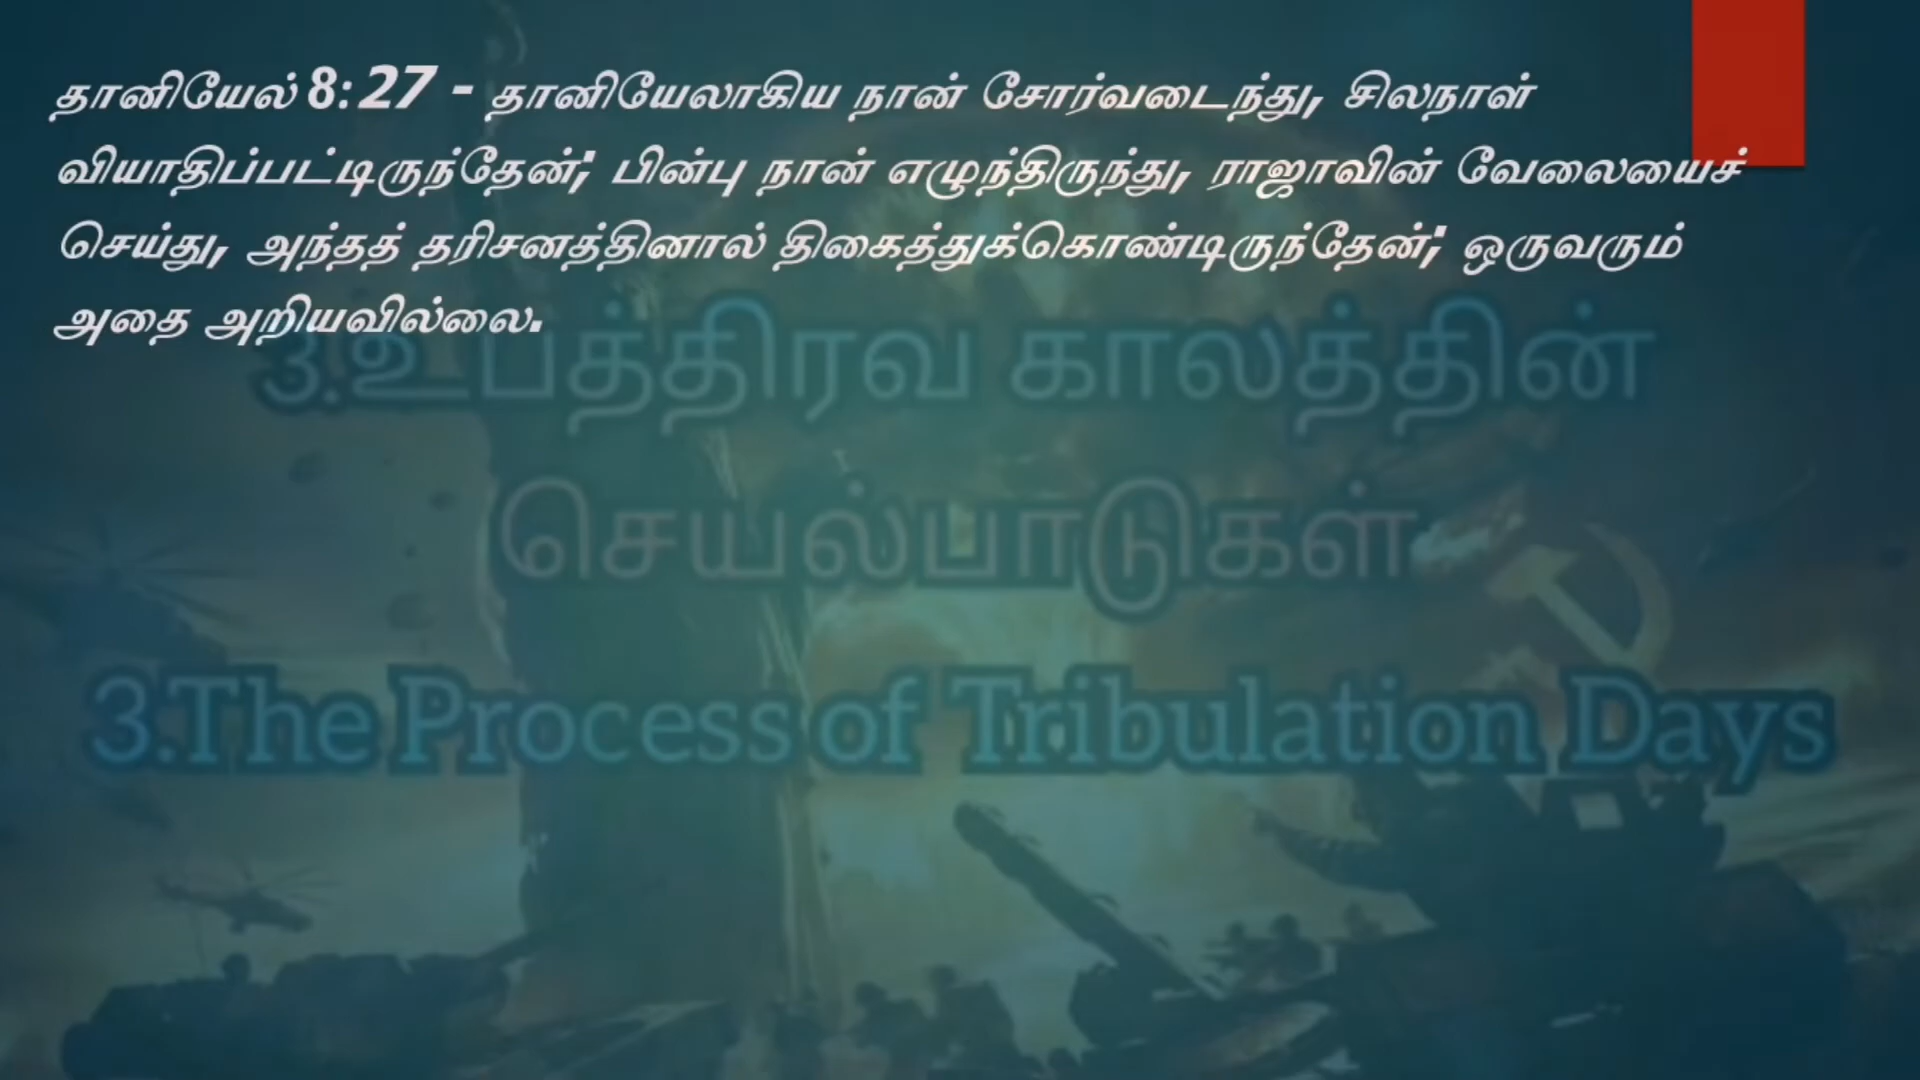 தானியேல் 8:27 - தானியேலாகிய நான் சோர்வடைந்து, சிலநாள்
வியாதிப்பட்டிருந்தேன்; பின்பு நான் எழுந்திருந்து, ராஜாவின் வேலையைச்
செய்து, அந்தத் தரிசனத்தினால் திகைத்துக்கொண்டிருந்தேன்; ஒருவரும்
அதை அறியவில்லை.
3.உபத்திரவ காலத்தின்
செயல்பாடுகள்
3.The Process of Tribulation Days